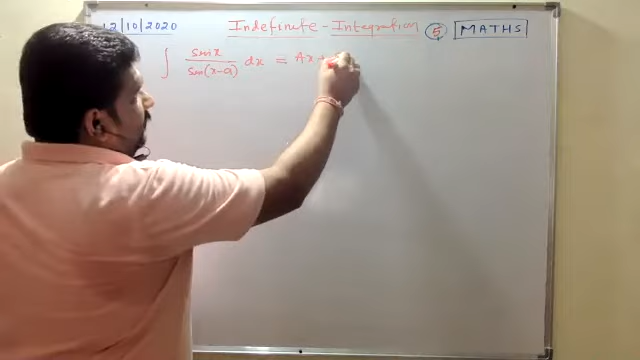 12/10/2020 Indefinite - Integration 5 MATHS
∫ sinx / sin(x-a) dx = Ax+